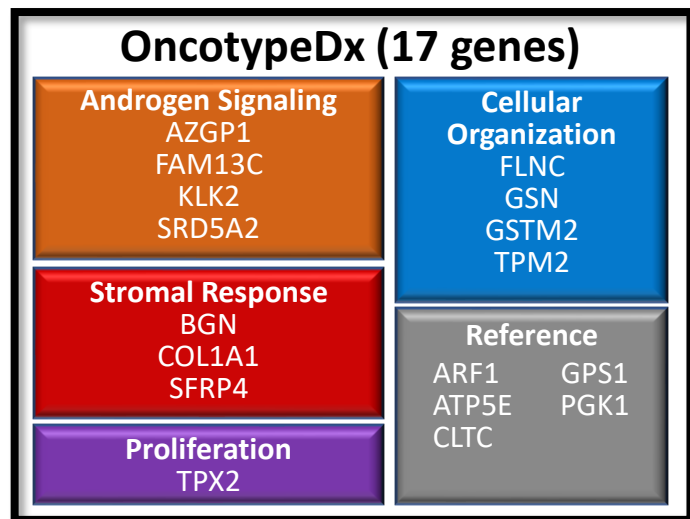 OncotypeDx (17 genes)
Androgen Signaling
AZGP1
FAM13C
KLK2
SRD5A2
Stromal Response
BGN
COL1A1
SFRP4
Proliferation
TPX2
Cellular
Organization
FLNC
GSN
GSTM2
TPM2
Reference
ARF1 GPS1
ATP5E PGK1
CLTC